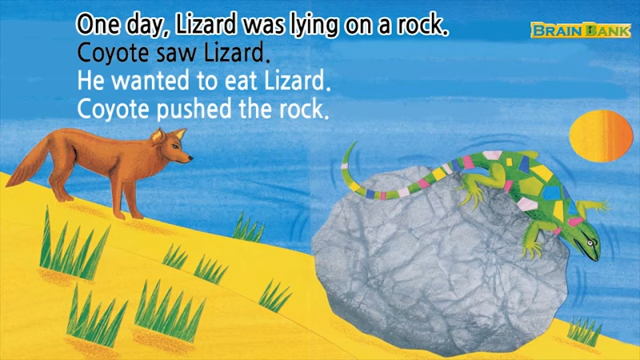 One day, Lizard was lying on a rock.
BRAIN BANK
Coyote saw Lizard.
He wanted to eat Lizard.
Coyote pushed the rock.